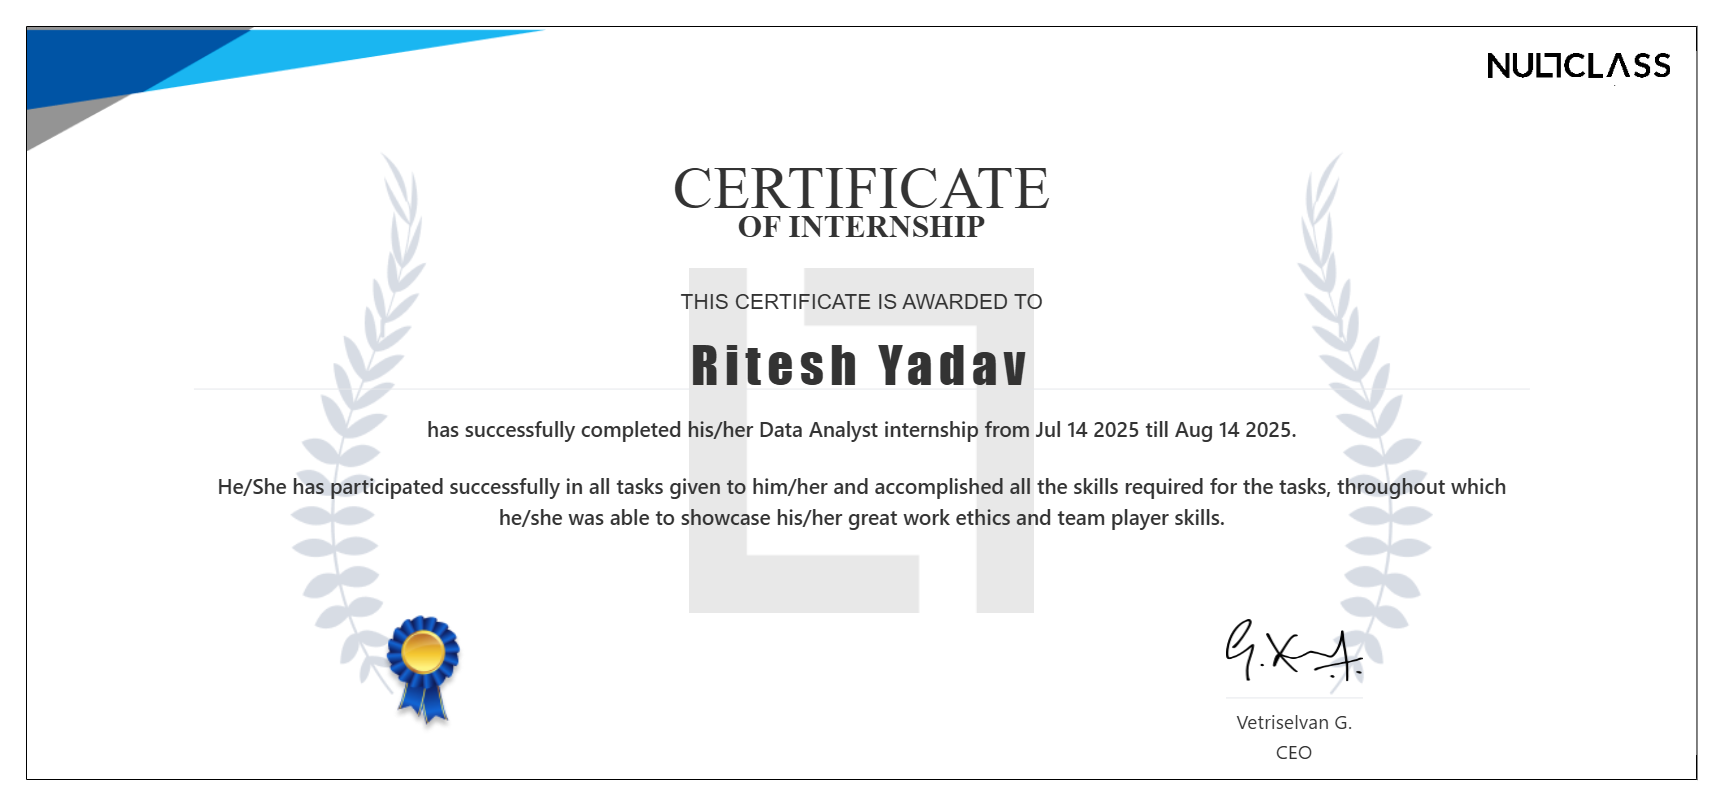 NULLCLASS
CERTIFICATE
OF INTERNSHIP
THIS CERTIFICATE IS AWARDED TO
Ritesh Yadav
has successfully completed his/her Data Analyst internship from Jul 14 2025 till Aug 14 2025.
He/She has participated successfully in all tasks given to him/her and accomplished all the skills required for the tasks, throughout which
he/she was able to showcase his/her great work ethics and team player skills.
Vetriselvan G.
CEO